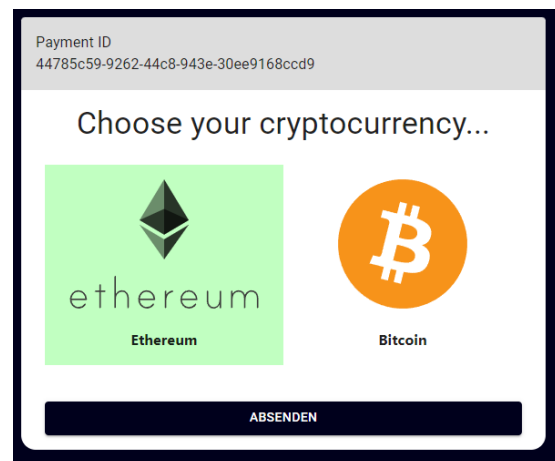 Payment ID
44785c59-9262-44c8-943e-30ee9168ccd9
Choose your cryptocurrency...
ethereum
Ethereum
Bitcoin
ABSENDEN